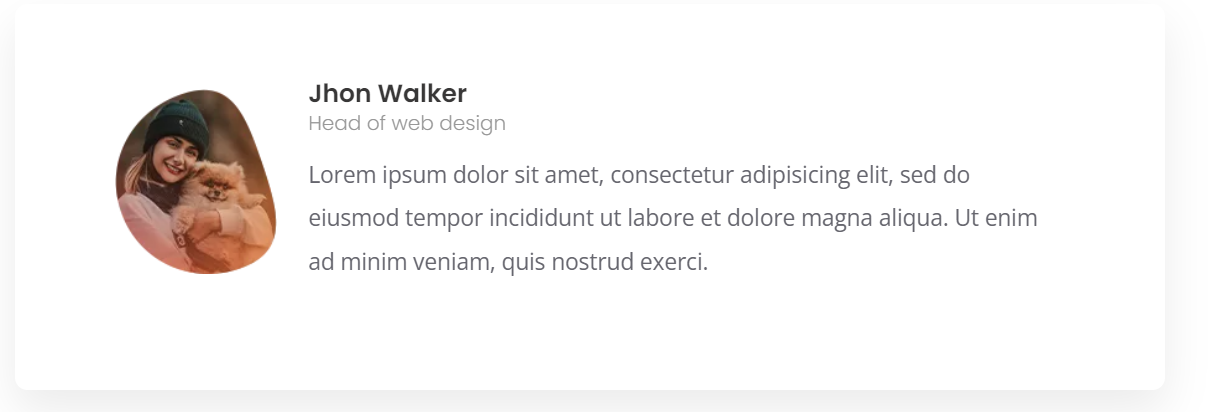 Jhon Walker
Head of web design
Lorem ipsum dolor sit amet, consectetur adipisicing elit, sed do
eiusmod tempor incididunt ut labore et dolore magna aliqua. Ut enim
ad minim veniam, quis nostrud exerci.